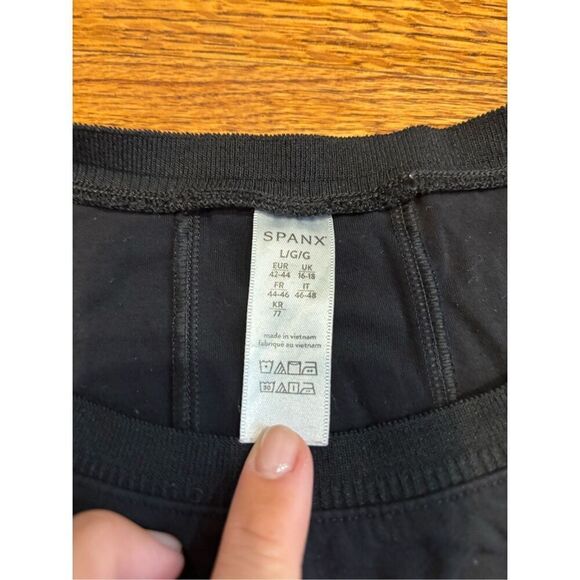 SPANX
L/G/G
EUR UK
42-44 16-18
FR IT
44-46 46-48
KR
77
made in vietnam
fabriqué au vietnam
30